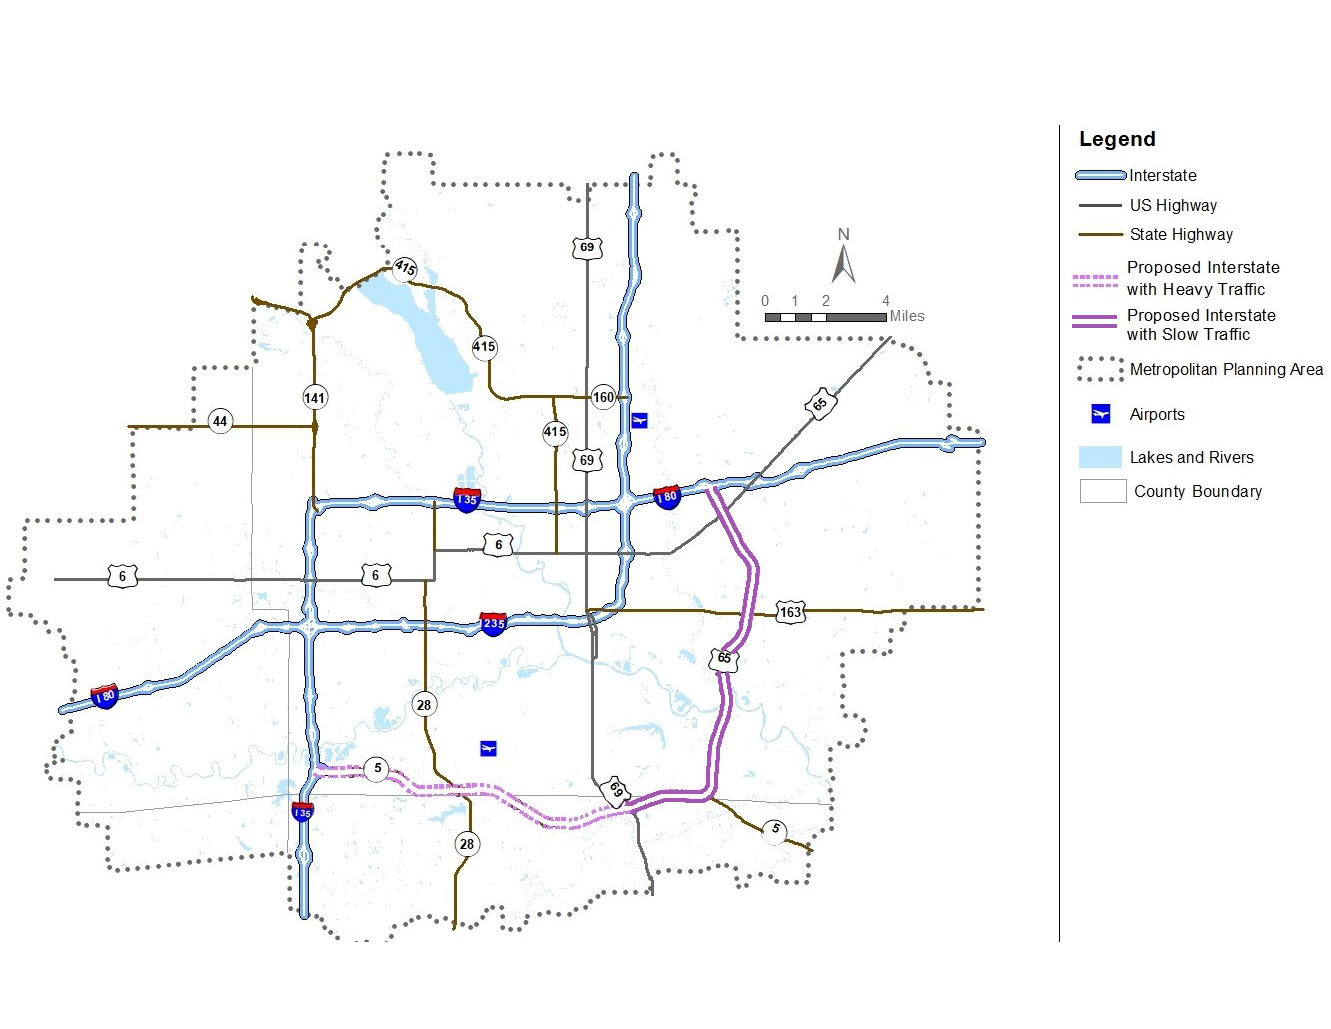 Legend
Interstate
US Highway
State Highway
Proposed Interstate
with Heavy Traffic
Proposed Interstate
with Slow Traffic
Metropolitan Planning Area
Airports
Lakes and Rivers
County Boundary
N
0 1 2 4
Miles
69
415
415
141
160
65
44
415
69
I 35
I 80
6
6
6
163
I 235
65
I 80
28
5
69
I 35
5
28